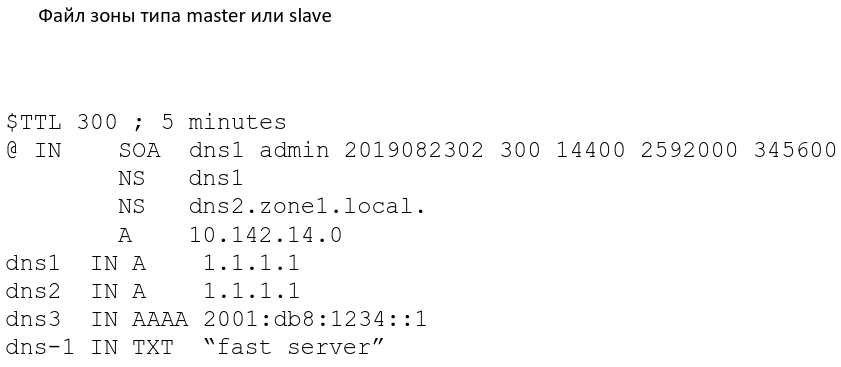 Файл зоны типа master или slave
$TTL 300 ; 5 minutes
@ IN SOA dns1 admin 2019082302 300 14400 2592000 345600
NS dns1
NS dns2.zone1.local.
A 10.142.14.0
dns1 IN A 1.1.1.1
dns2 IN A 1.1.1.1
dns3 IN AAAA 2001:db8:1234::1
dns-1 IN TXT “fast server”